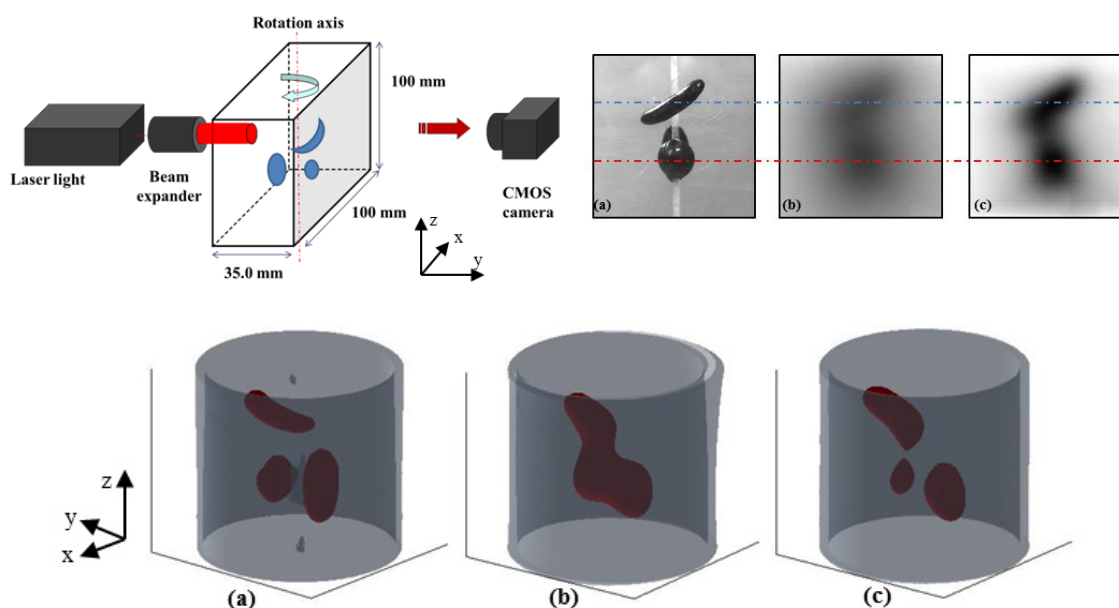 Rotation axis
100 mm
Laser light
Beam
expander
100 mm
35.0 mm
z
x
y
CMOS
camera
(a)
(b)
(c)
z
y
x
(a)
(b)
(c)